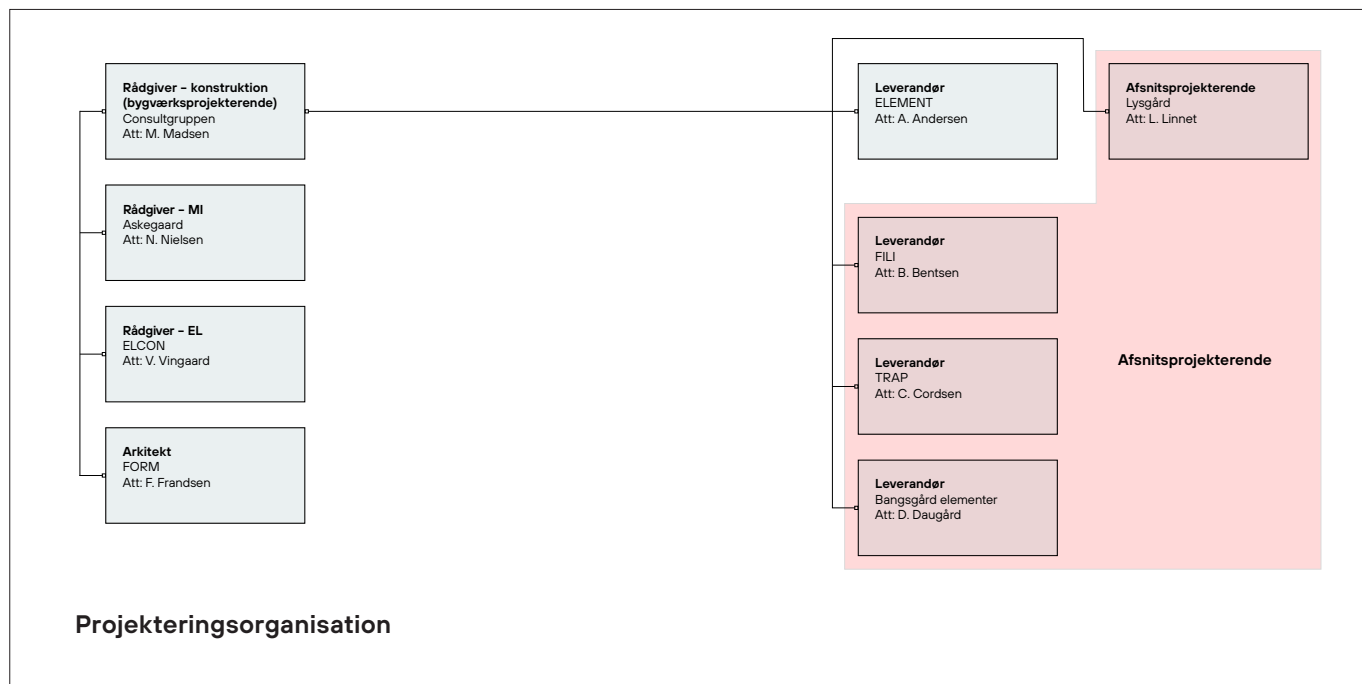 Rådgiver – konstruktion
(bygværksprojekterende)
Consultgruppen
Att: M. Madsen
Rådgiver – MI
Askegaard
Att: N. Nielsen
Rådgiver – EL
ELCON
Att: V. Vingaard
Arkitekt
FORM
Att: F. Frandsen
Leverandør
ELEMENT
Att: A. Andersen
Leverandør
FILI
Att: B. Bentsen
Leverandør
TRAP
Att: C. Cordsen
Leverandør
Bangsgård elementer
Att: D. Daugård
Afsnitsprojekterende
Lysgård
Att: L. Linnet
Afsnitsprojekterende
Projekteringsorganisation